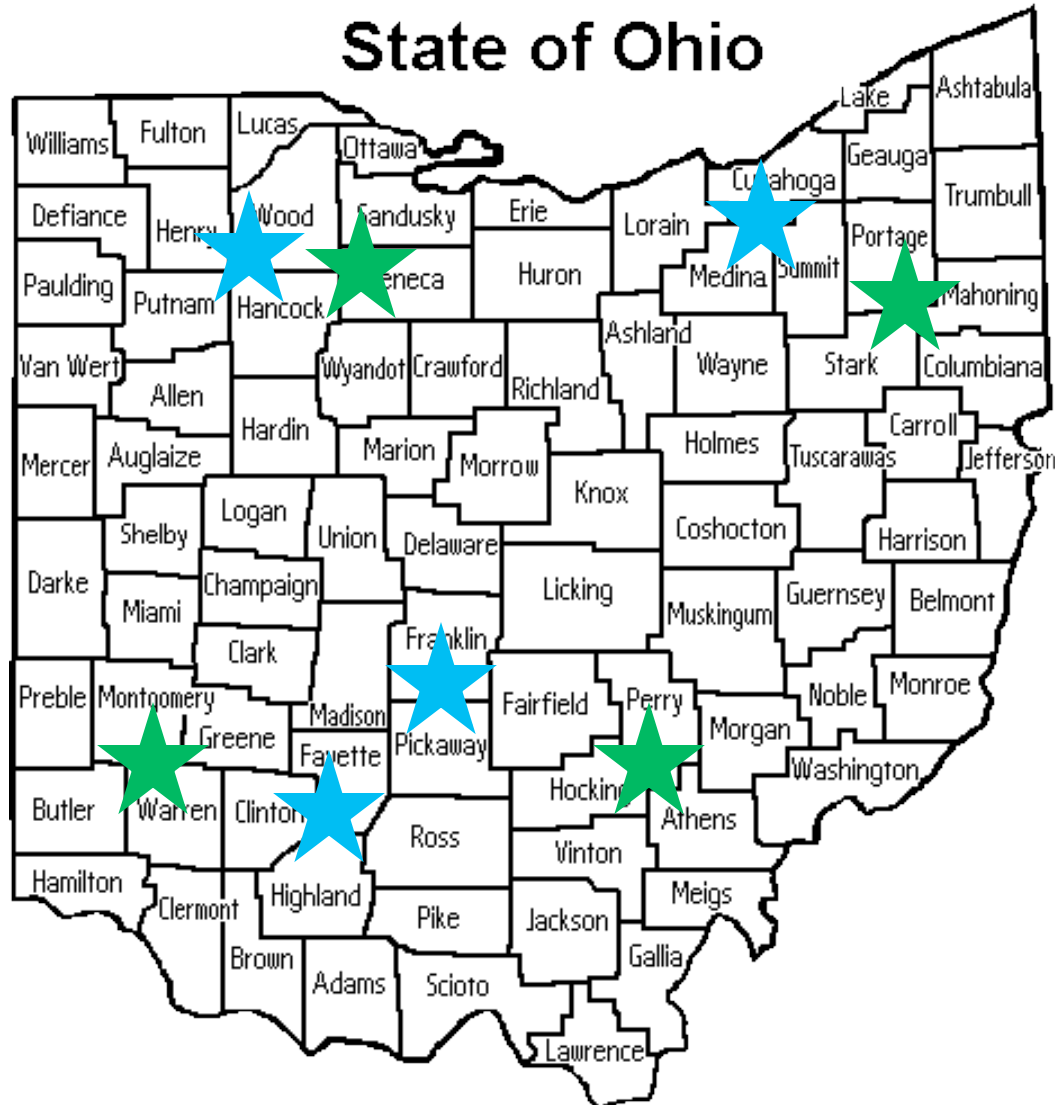 State of Ohio
Lake
Ashtabula
Williams
Fulton
Lucas
Ottawa
Cuyahoga
Geauga
Trumbull
Defiance
Henry
Wood
Sandusky
Erie
Lorain
Portage
Paulding
Putnam
Hancock
Seneca
Huron
Medina
Summit
Mahoning
Van Wert
Allen
Wyandot
Crawford
Richland
Ashland
Wayne
Stark
Columbiana
Mercer
Auglaize
Hardin
Marion
Morrow
Holmes
Tuscarawas
Carroll
Jefferson
Shelby
Logan
Union
Delaware
Knox
Coshocton
Harrison
Darke
Miami
Champaign
Licking
Muskingum
Guernsey
Belmont
Clark
Franklin
Preble
Montgomery
Greene
Madison
Fairfield
Perry
Morgan
Noble
Monroe
Fayette
Pickaway
Hocking
Athens
Washington
Butler
Warren
Clinton
Ross
Vinton
Hamilton
Clermont
Highland
Pike
Jackson
Meigs
Brown
Adams
Scioto
Gallia
Lawrence